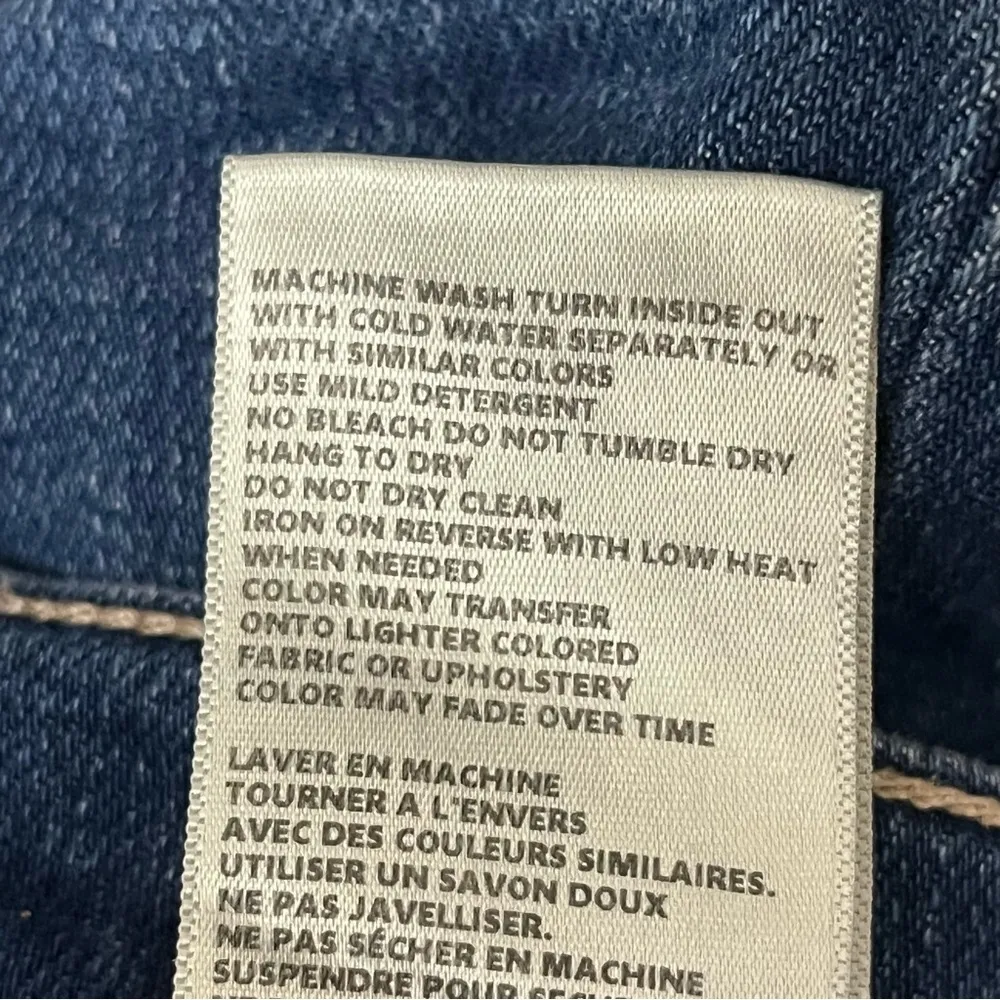 MACHINE WASH TURN INSIDE OUT
WITH COLD WATER SEPARATELY OR
WITH SIMILAR COLORS
USE MILD DETERGENT
NO BLEACH DO NOT TUMBLE DRY
HANG TO DRY
DO NOT DRY CLEAN
IRON ON REVERSE WITH LOW HEAT
WHEN NEEDED
COLOR MAY TRANSFER
ONTO LIGHTER COLORED
FABRIC OR UPHOLSTERY
COLOR MAY FADE OVER TIME
LAVER EN MACHINE
TOURNER A L'ENVERS
AVEC DES COULEURS SIMILAIRES.
UTILISER UN SAVON DOUX
NE PAS JAVELLISER.
NE PAS SÉCHER EN MACHINE
SUSPENDRE POUR